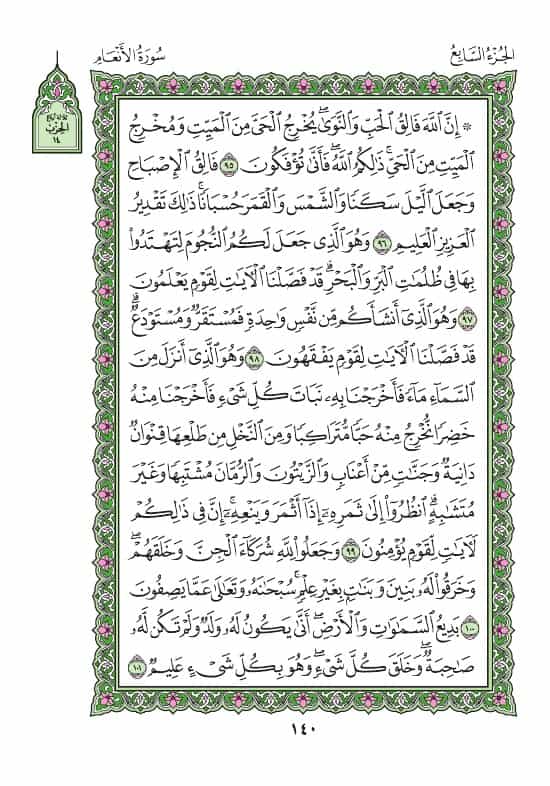 الجُزْءُ السَّابِعُ
سُورَةُ الأَنْعَامِ
ثلاثة أرباع
الحزب
١٤
۞ إِنَّ ٱللَّهَ فَالِقُ ٱلْحَبِّ وَٱلنَّوَىٰۖ يُخْرِجُ ٱلْحَىَّ مِنَ ٱلْمَيِّتِ وَمُخْرِجُ
ٱلْمَيِّتِ مِنَ ٱلْحَىِّۚ ذَٰلِكُمُ ٱللَّهُۖ فَأَنَّىٰ تُؤْفَكُونَ ٩٥ فَالِقُ ٱلْإِصْبَاحِ
وَجَعَلَ ٱلَّيْلَ سَكَنًا وَٱلشَّمْسَ وَٱلْقَمَرَ حُسْبَانًاۚ ذَٰلِكَ تَقْدِيرُ
ٱلْعَزِيزِ ٱلْعَلِيمِ ٩٦ وَهُوَ ٱلَّذِى جَعَلَ لَكُمُ ٱلنُّجُومَ لِتَهْتَدُوا۟
بِهَا فِى ظُلُمَٰتِ ٱلْبَرِّ وَٱلْبَحْرِۗ قَدْ فَصَّلْنَا ٱلْءَايَٰتِ لِقَوْمٍ يَعْلَمُونَ
٩٧ وَهُوَ ٱلَّذِىٓ أَنشَأَكُم مِّن نَّفْسٍ وَٰحِدَةٍ فَمُسْتَقَرٌّ وَمُسْتَوْدَعٌۗ
قَدْ فَصَّلْنَا ٱلْءَايَٰتِ لِقَوْمٍ يَفْقَهُونَ ٩٨ وَهُوَ ٱلَّذِىٓ أَنزَلَ مِنَ
ٱلسَّمَآءِ مَآءً فَأَخْرَجْنَا بِهِۦ نَبَاتَ كُلِّ شَىْءٍ فَأَخْرَجْنَا مِنْهُ
خَضِرًا نُّخْرِجُ مِنْهُ حَبًّا مُّتَرَاكِبًا وَمِنَ ٱلنَّخْلِ مِن طَلْعِهَا قِنْوَانٌ
دَانِيَةٌ وَجَنَّٰتٍ مِّنْ أَعْنَابٍ وَٱلزَّيْتُونَ وَٱلرُّمَّانَ مُشْتَبِهًا وَغَيْرَ
مُتَشَٰبِهٍۗ ٱنظُرُوٓا۟ إِلَىٰ ثَمَرِهِۦٓ إِذَآ أَثْمَرَ وَيَنْعِهِۦٓۚ إِنَّ فِى ذَٰلِكُمْ
لَءَايَٰتٍ لِّقَوْمٍ يُؤْمِنُونَ ٩٩ وَجَعَلُوا۟ لِلَّهِ شُرَكَآءَ ٱلْجِنَّ وَخَلَقَهُمْۖ
وَخَرَقُوا۟ لَهُۥ بَنِينَ وَبَنَٰتٍۭ بِغَيْرِ عِلْمٍۚ سُبْحَٰنَهُۥ وَتَعَٰلَىٰ عَمَّا يَصِفُونَ
١٠٠ بَدِيعُ ٱلسَّمَٰوَٰتِ وَٱلْأَرْضِۖ أَنَّىٰ يَكُونُ لَهُۥ وَلَدٌ وَلَمْ تَكُن لَّهُۥ
صَٰحِبَةٌۖ وَخَلَقَ كُلَّ شَىْءٍۖ وَهُوَ بِكُلِّ شَىْءٍ عَلِيمٌ ١٠١
١٤٠